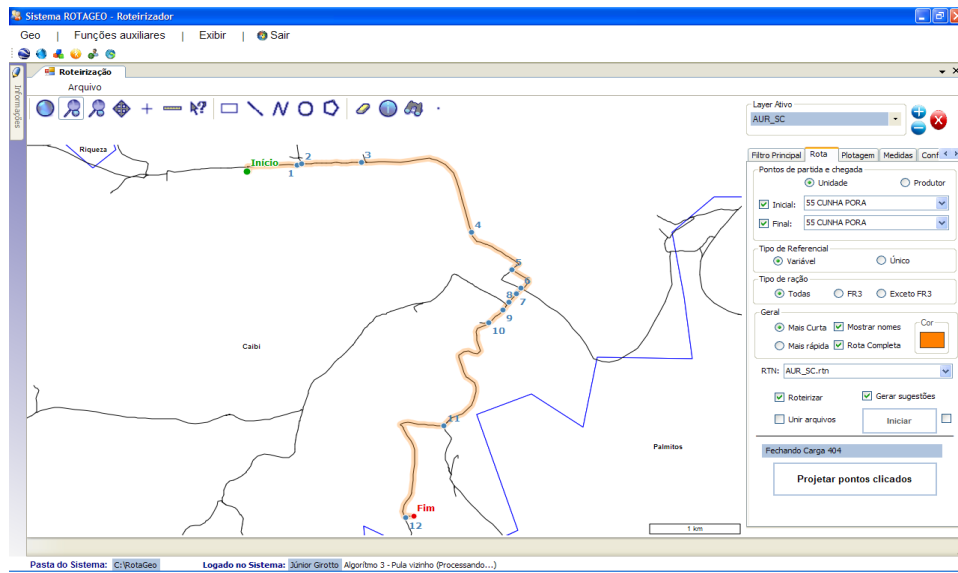 Sistema ROTAGEO - Roteirizador
Geo | Funções auxiliares | Exibir | Sair
Informações
Roteirização
Arquivo
Layer Ativo
AUR_SC
Filtro Principal Rota Plotagem Medidas Conf
Pontos de partida e chegada
Unidade Produtor
Inicial: 55 CUNHA PORA
Final: 55 CUNHA PORA
Tipo de Referencial
Variável Único
Tipo de ração
Todas FR3 Exceto FR3
Geral
Mais Curta Mostrar nomes Cor
Mais rápida Rota Completa
RTN: AUR_SC.rtn
Roteirizar Gerar sugestões
Unir arquivos Iniciar
Fechando Carga 404
Projetar pontos clicados
Riqueza
Início
1
2
3
4
5
6
7
8
9
10
Caibi
11
Palmitos
Fim
12
1 km
Pasta do Sistema: C:\RotaGeo Logado no Sistema: Júnior Girotto Algoritmo 3 - Pula vizinho (Processando...)